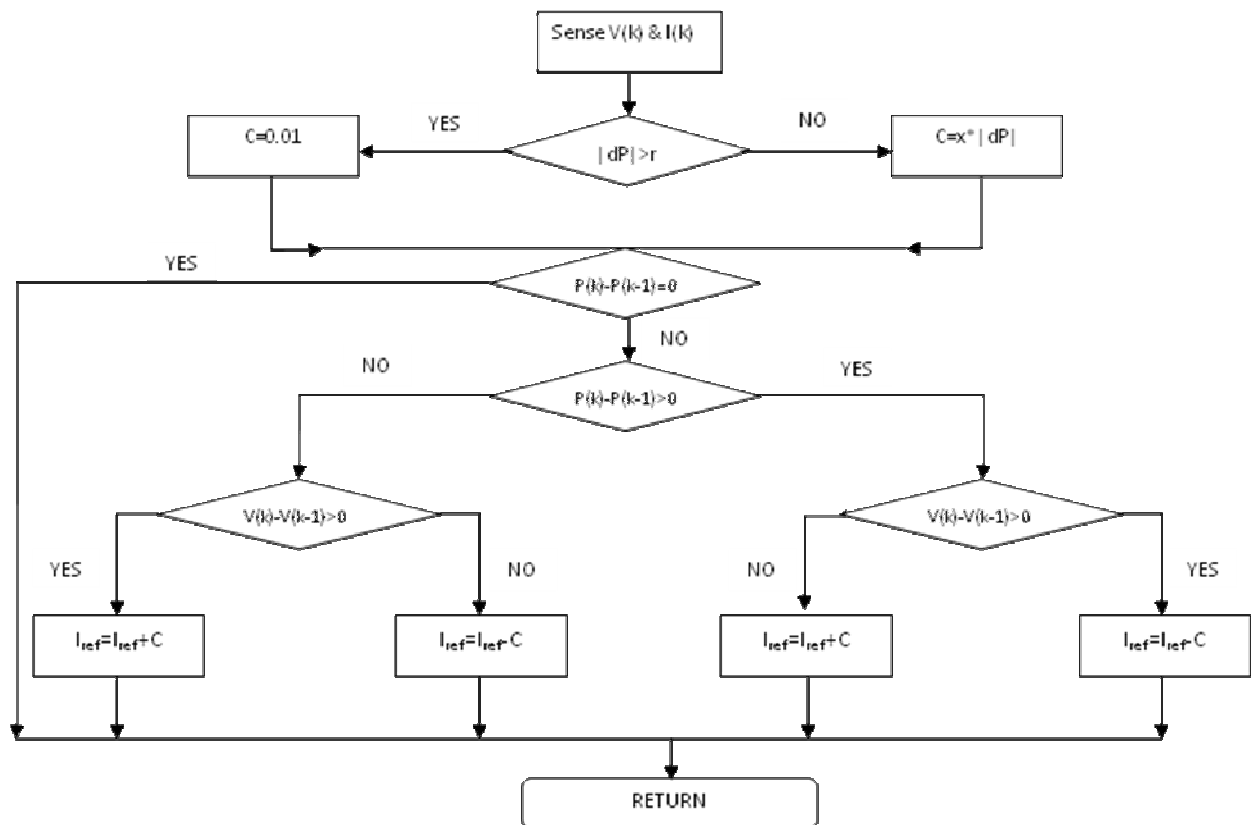 Sense V(k) & I(k)
YES
NO
C=0.01
|dP|>r
C=x*|dP|
YES
P(k)-P(k-1)=0
NO
NO
YES
P(k)-P(k-1)>0
V(k)-V(k-1)>0
V(k)-V(k-1)>0
YES
NO
NO
YES
Iref=Iref+C
Iref=Iref-C
Iref=Iref+C
Iref=Iref-C
RETURN